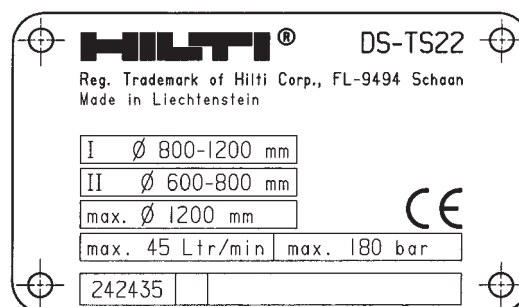 HILTI® DS-TS22
Reg. Trademark of Hilti Corp., FL-9494 Schaan
Made in Liechtenstein
I Ø 800-1200 mm
II Ø 600-800 mm
max. Ø 1200 mm
CE
max. 45 Ltr/min max. 180 bar
242435